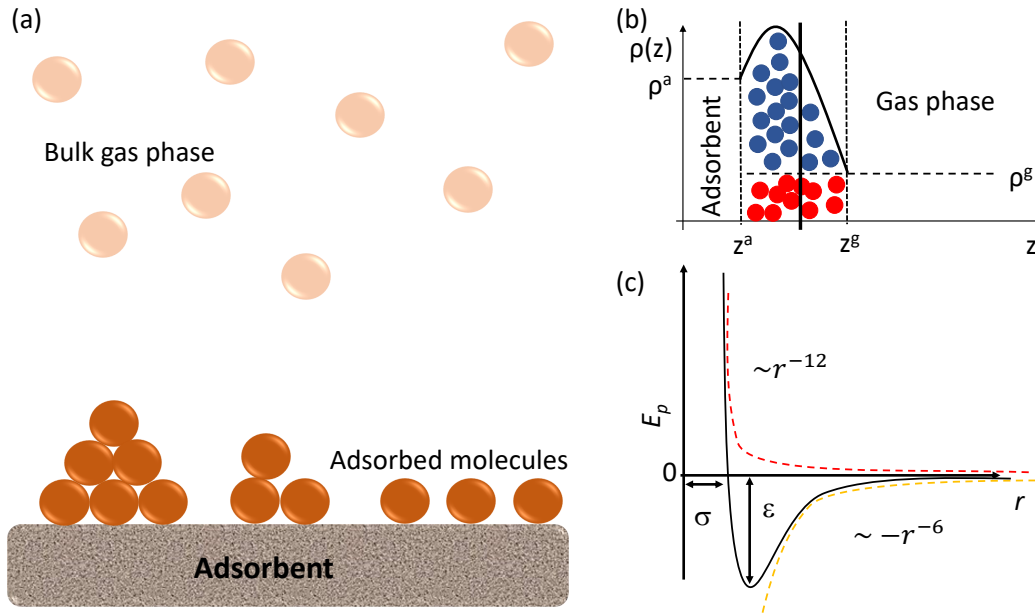 (a)
Bulk gas phase
Adsorbed molecules
Adsorbent
(b)
ρ(z)
ρᵃ
Adsorbent
Gas phase
ρᵍ
zᵃ
zᵍ
z
(c)
~r⁻¹²
Eₚ
0
r
σ
ε
~ −r⁻⁶